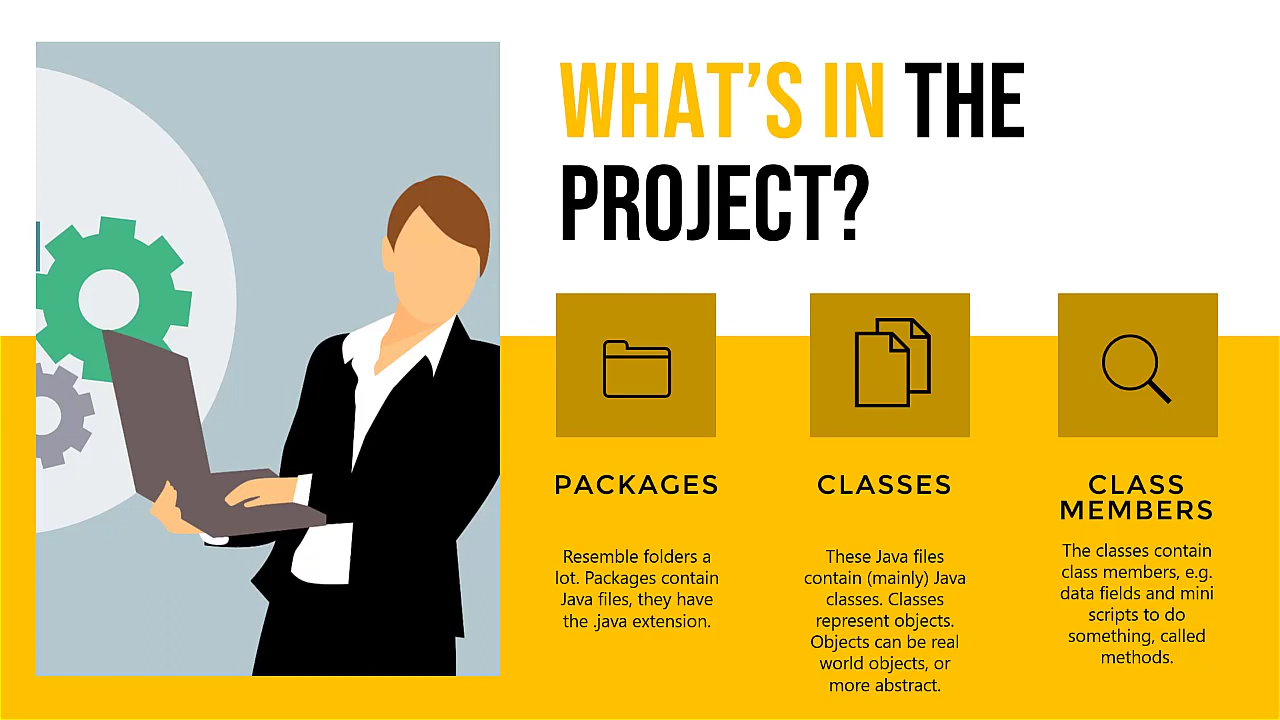 WHAT'S IN THE
PROJECT?
PACKAGES
Resemble folders a
lot. Packages contain
Java files, they have
the .java extension.
CLASSES
These Java files
contain (mainly) Java
classes. Classes
represent objects.
Objects can be real
world objects, or
more abstract.
CLASS
MEMBERS
The classes contain
class members, e.g.
data fields and mini
scripts to do
something, called
methods.